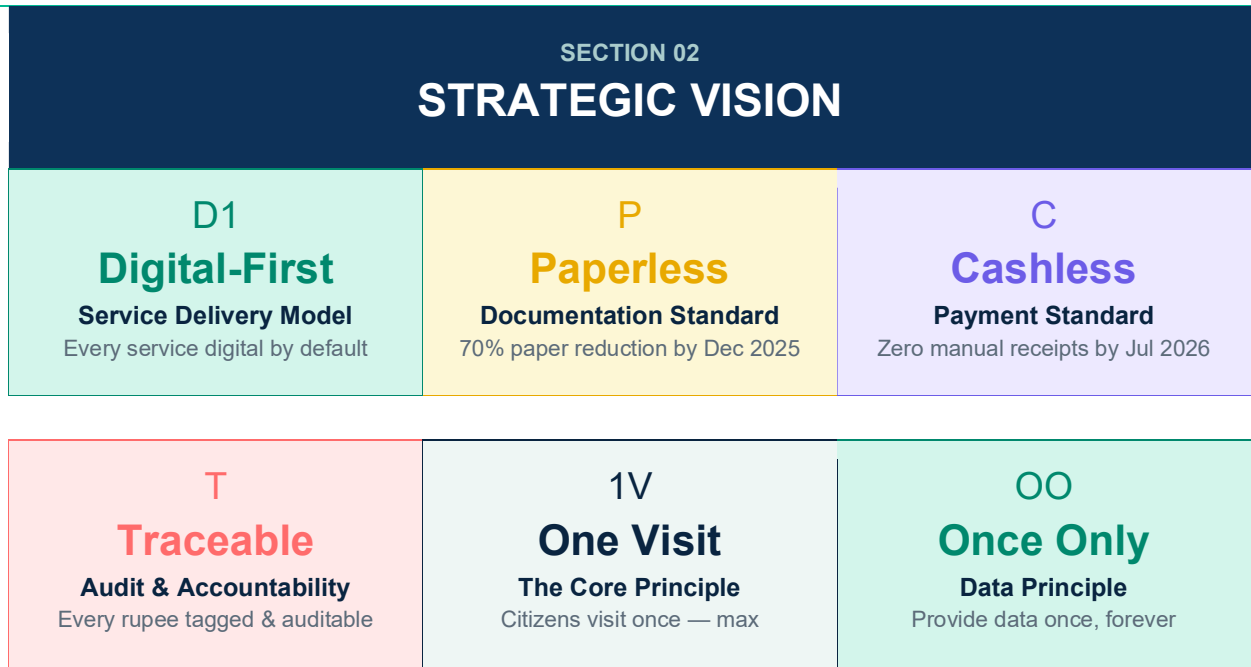 SECTION 02
STRATEGIC VISION
D1
Digital-First
Service Delivery Model
Every service digital by default
P
Paperless
Documentation Standard
70% paper reduction by Dec 2025
C
Cashless
Payment Standard
Zero manual receipts by Jul 2026
T
Traceable
Audit & Accountability
Every rupee tagged & auditable
1V
One Visit
The Core Principle
Citizens visit once — max
OO
Once Only
Data Principle
Provide data once, forever